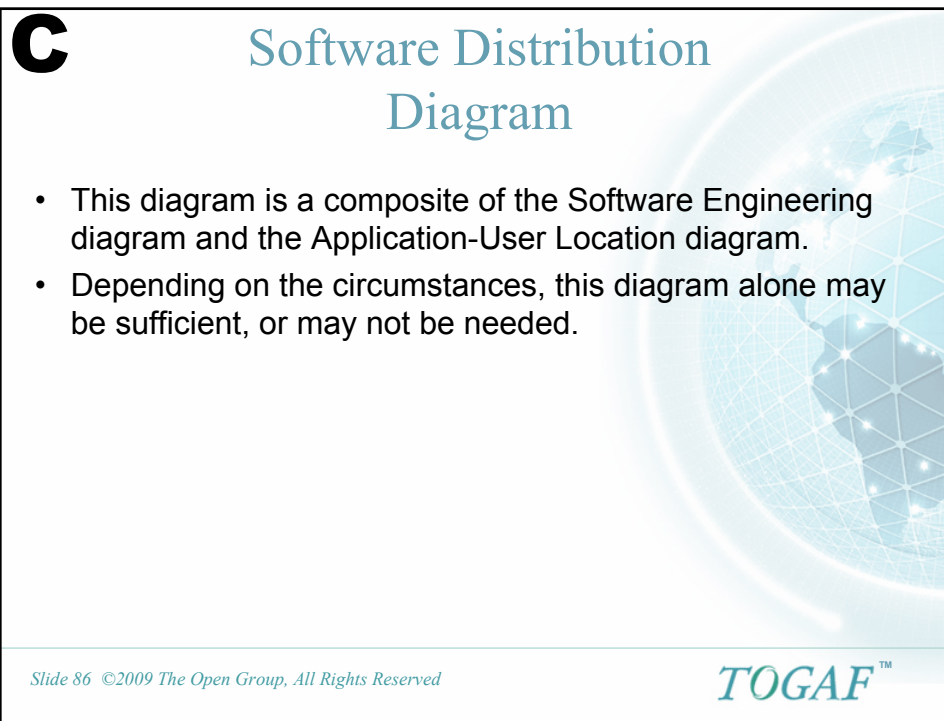 C
Software Distribution
Diagram
• This diagram is a composite of the Software Engineering
diagram and the Application-User Location diagram.
• Depending on the circumstances, this diagram alone may
be sufficient, or may not be needed.
Slide 86 ©2009 The Open Group, All Rights Reserved
TOGAF™